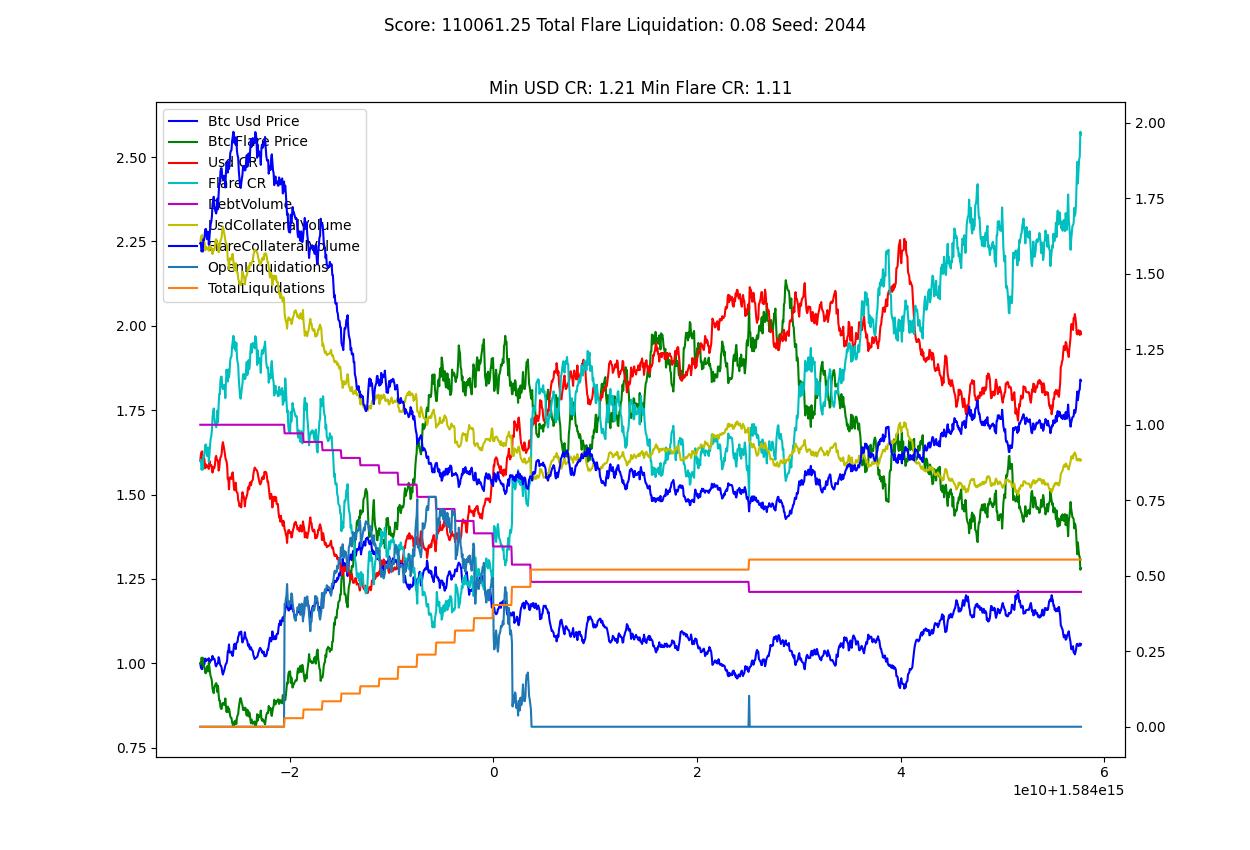 Score: 110061.25 Total Flare Liquidation: 0.08 Seed: 2044
Min USD CR: 1.21 Min Flare CR: 1.11
Btc Usd Price
Btc Flare Price
Usd CR
Flare CR
DebtVolume
UsdCollateralVolume
FlareCollateralVolume
OpenLiquidations
TotalLiquidations
2.50
2.25
2.00
1.75
1.50
1.25
1.00
0.75
2.00
1.75
1.50
1.25
1.00
0.75
0.50
0.25
0.00
−2
0
2
4
6
1e10+1.584e15